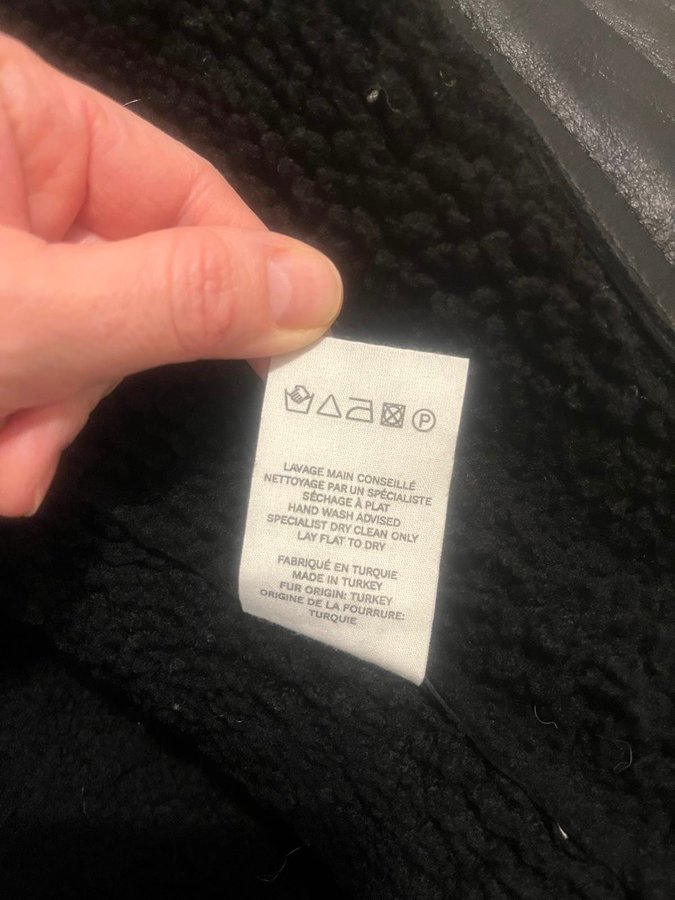 P
LAVAGE MAIN CONSEILLÉ
NETTOYAGE PAR UN SPÉCIALISTE
SÉCHAGE À PLAT
HAND WASH ADVISED
SPECIALIST DRY CLEAN ONLY
LAY FLAT TO DRY
FABRIQUÉ EN TURQUIE
MADE IN TURKEY
FUR ORIGIN: TURKEY
ORIGINE DE LA FOURRURE:
TURQUIE